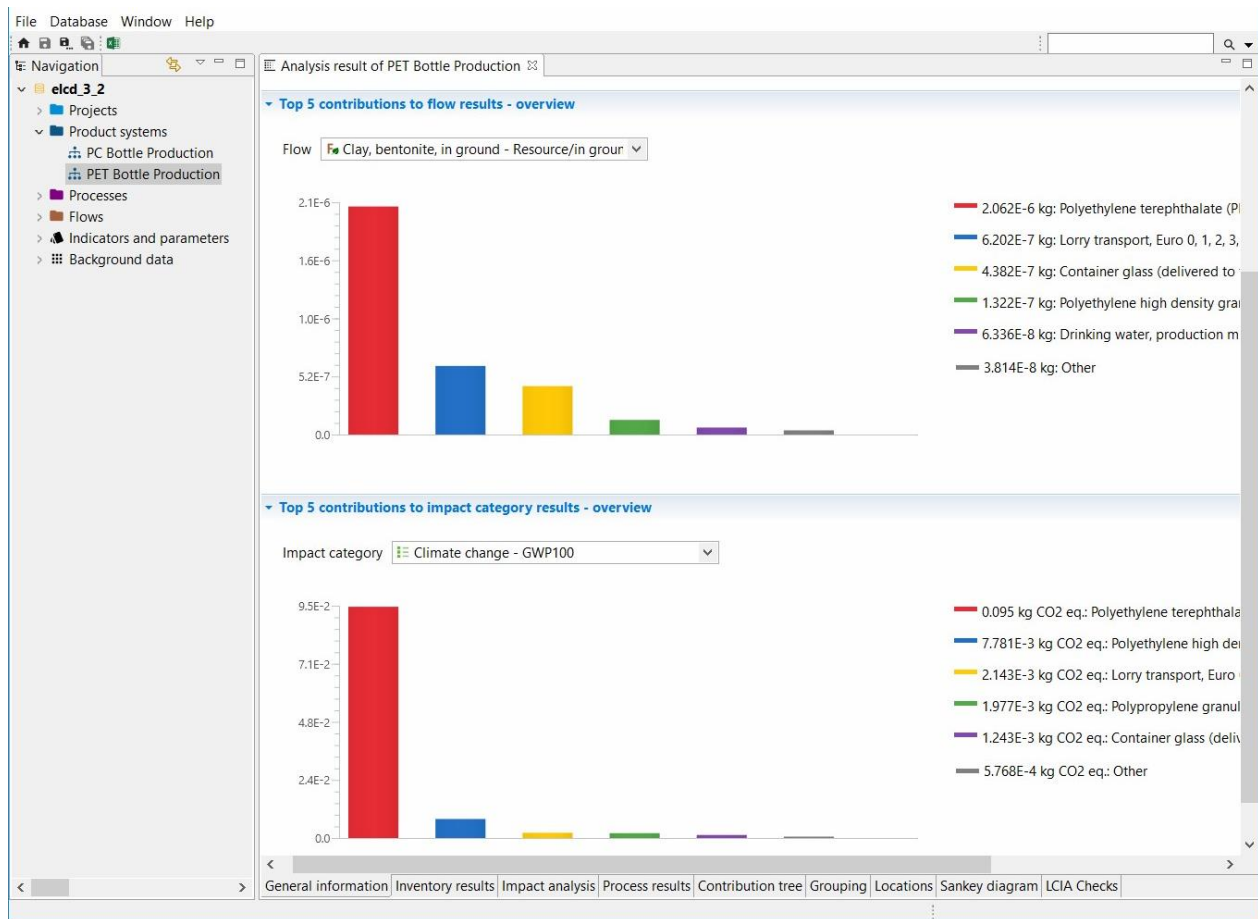 File Database Window Help
Navigation
elcd_3_2
Projects
Product systems
PC Bottle Production
PET Bottle Production
Processes
Flows
Indicators and parameters
Background data
Analysis result of PET Bottle Production
Top 5 contributions to flow results - overview
Flow Clay, bentonite, in ground - Resource/in groun
2.1E-6
1.6E-6
1.0E-6
5.2E-7
0.0
2.062E-6 kg: Polyethylene terephthalate (P
6.202E-7 kg: Lorry transport, Euro 0, 1, 2, 3,
4.382E-7 kg: Container glass (delivered to
1.322E-7 kg: Polyethylene high density gra
6.336E-8 kg: Drinking water, production m
3.814E-8 kg: Other
Top 5 contributions to impact category results - overview
Impact category Climate change - GWP100
9.5E-2
7.1E-2
4.8E-2
2.4E-2
0.0
0.095 kg CO2 eq.: Polyethylene terephthala
7.781E-3 kg CO2 eq.: Polyethylene high de
2.143E-3 kg CO2 eq.: Lorry transport, Euro
1.977E-3 kg CO2 eq.: Polypropylene granul
1.243E-3 kg CO2 eq.: Container glass (deliv
5.768E-4 kg CO2 eq.: Other
General information Inventory results Impact analysis Process results Contribution tree Grouping Locations Sankey diagram LCIA Checks